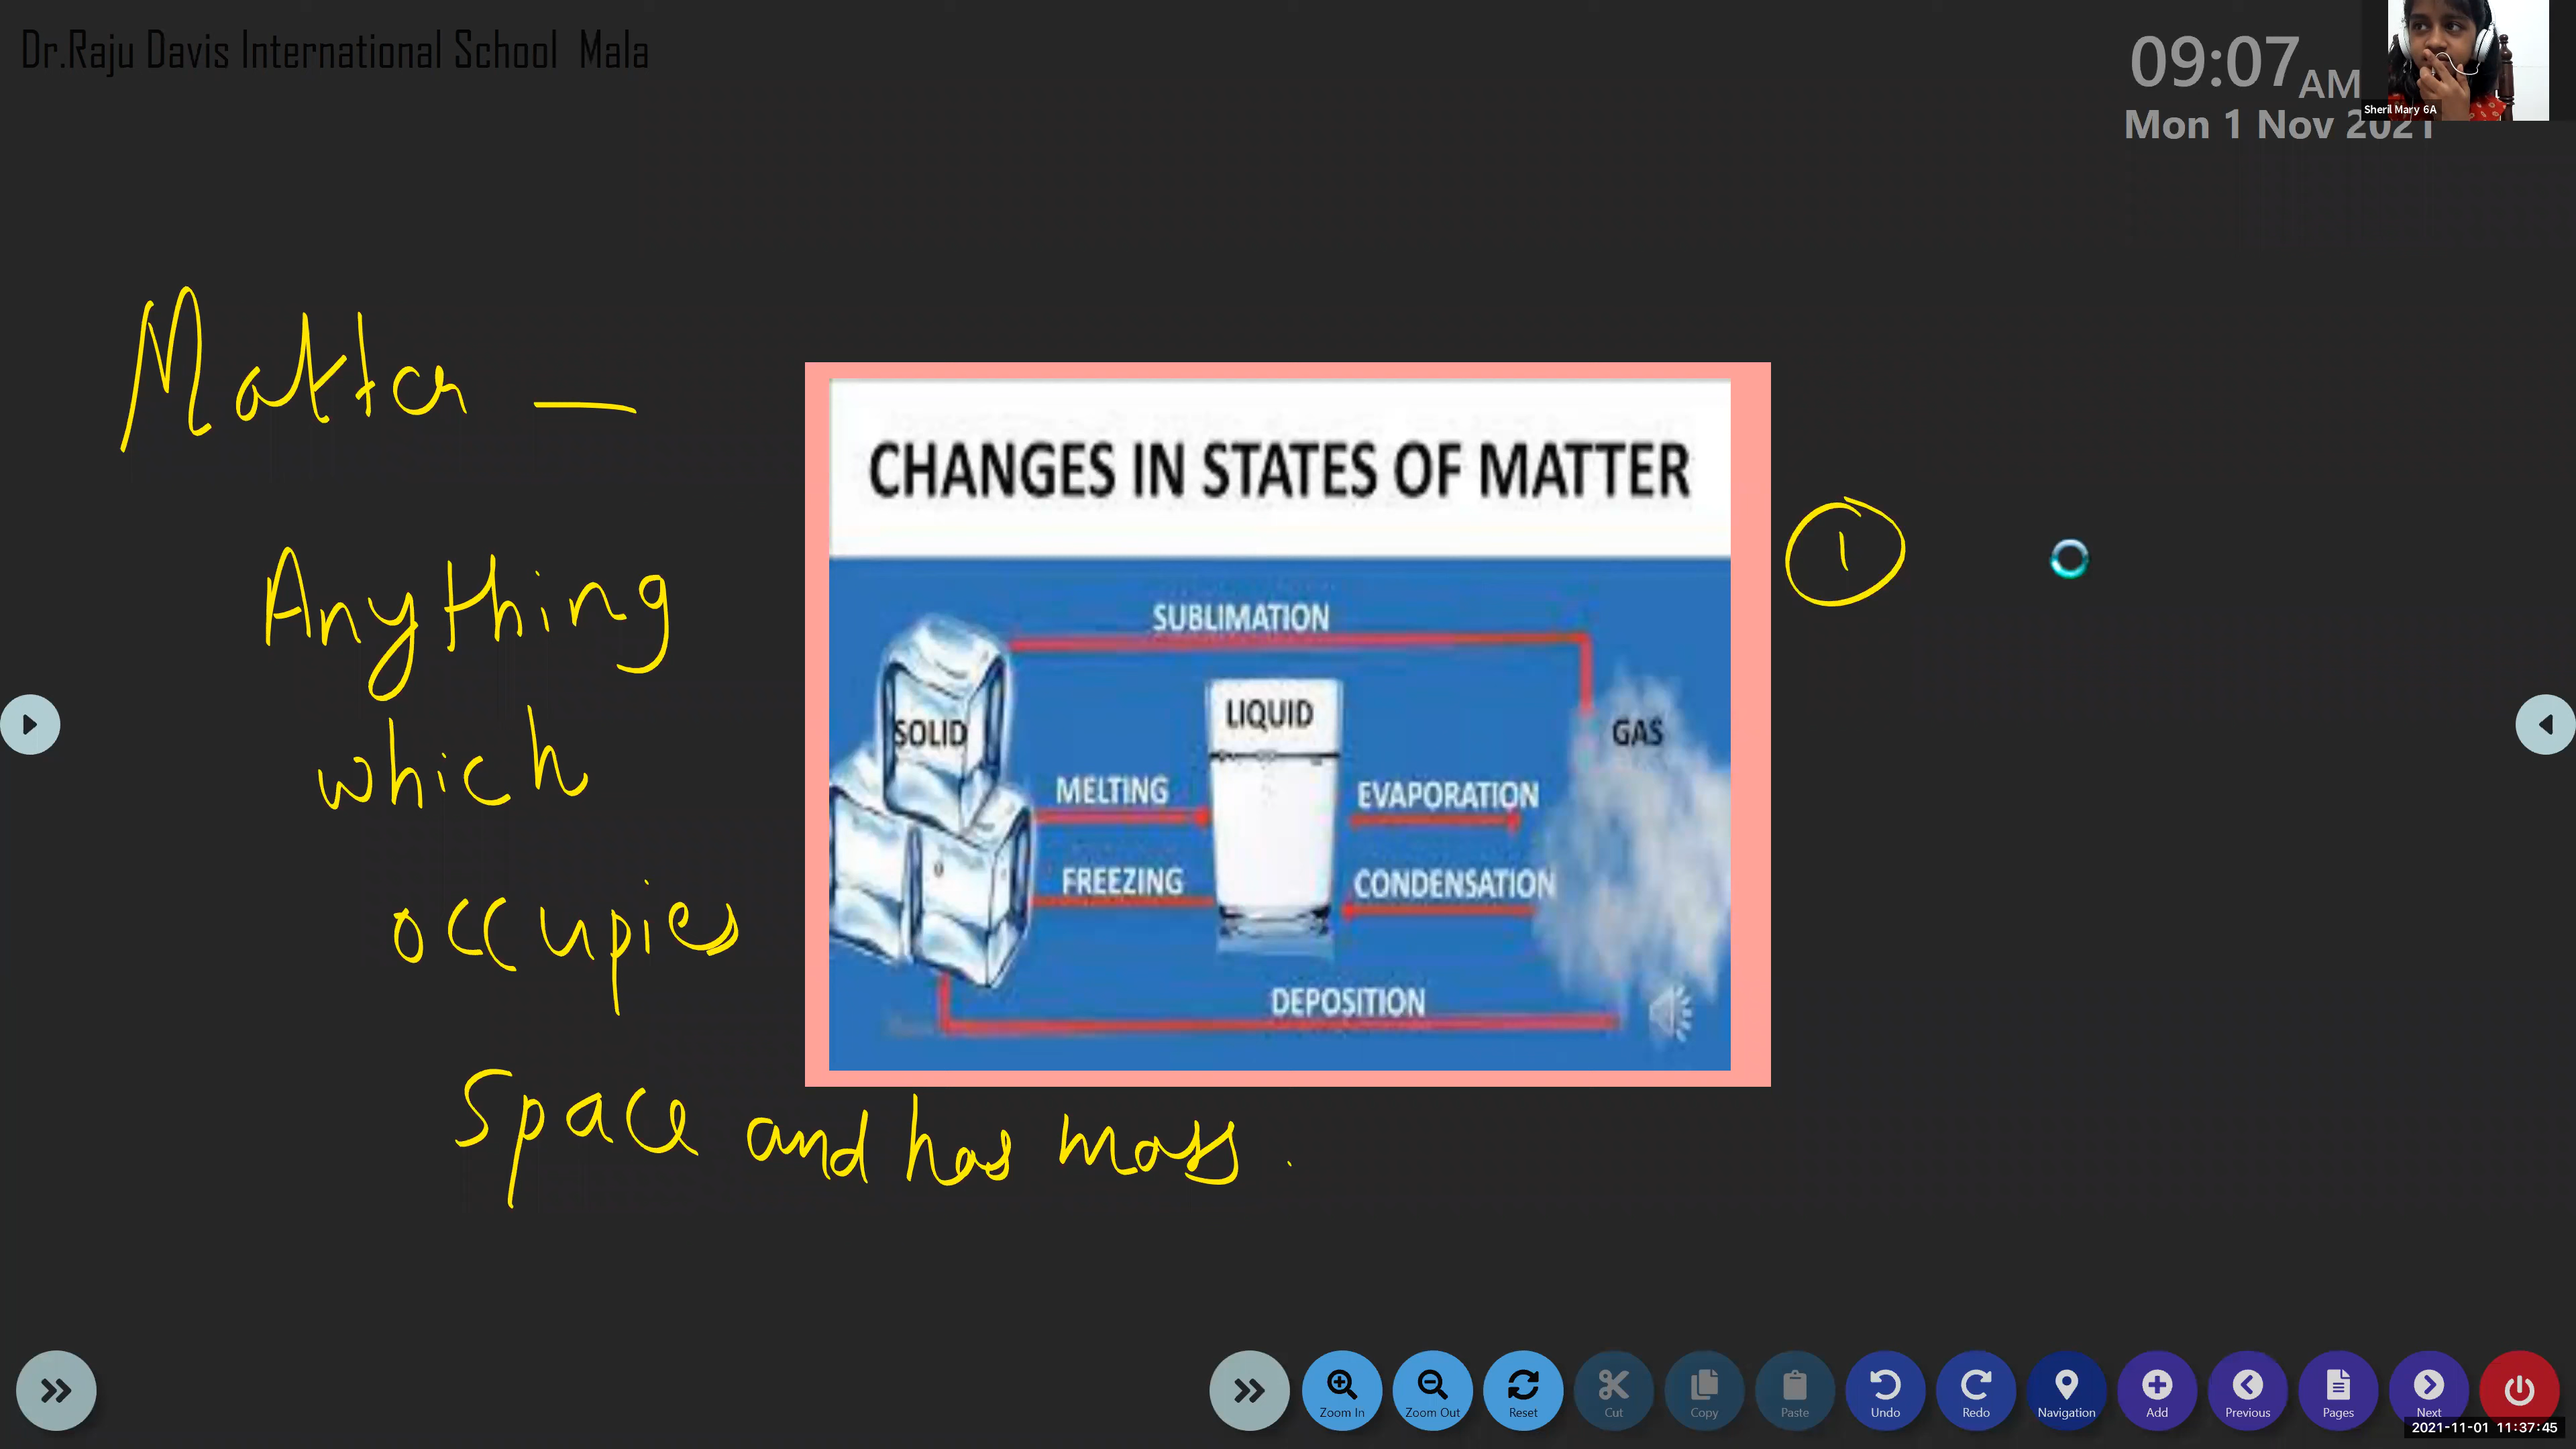 Dr.Raju Davis International School Mala
09:07 AM
Mon 1 Nov 2021
Sheril Mary 6A
Matter —
Anything
which
occupies
Space and has mass.
CHANGES IN STATES OF MATTER
SUBLIMATION
SOLID
LIQUID
GAS
MELTING
EVAPORATION
FREEZING
CONDENSATION
DEPOSITION
1
Zoom In
Zoom Out
Reset
Cut
Copy
Paste
Undo
Redo
Navigation
Add
Previous
Pages
Next
2021-11-01 11:37:45